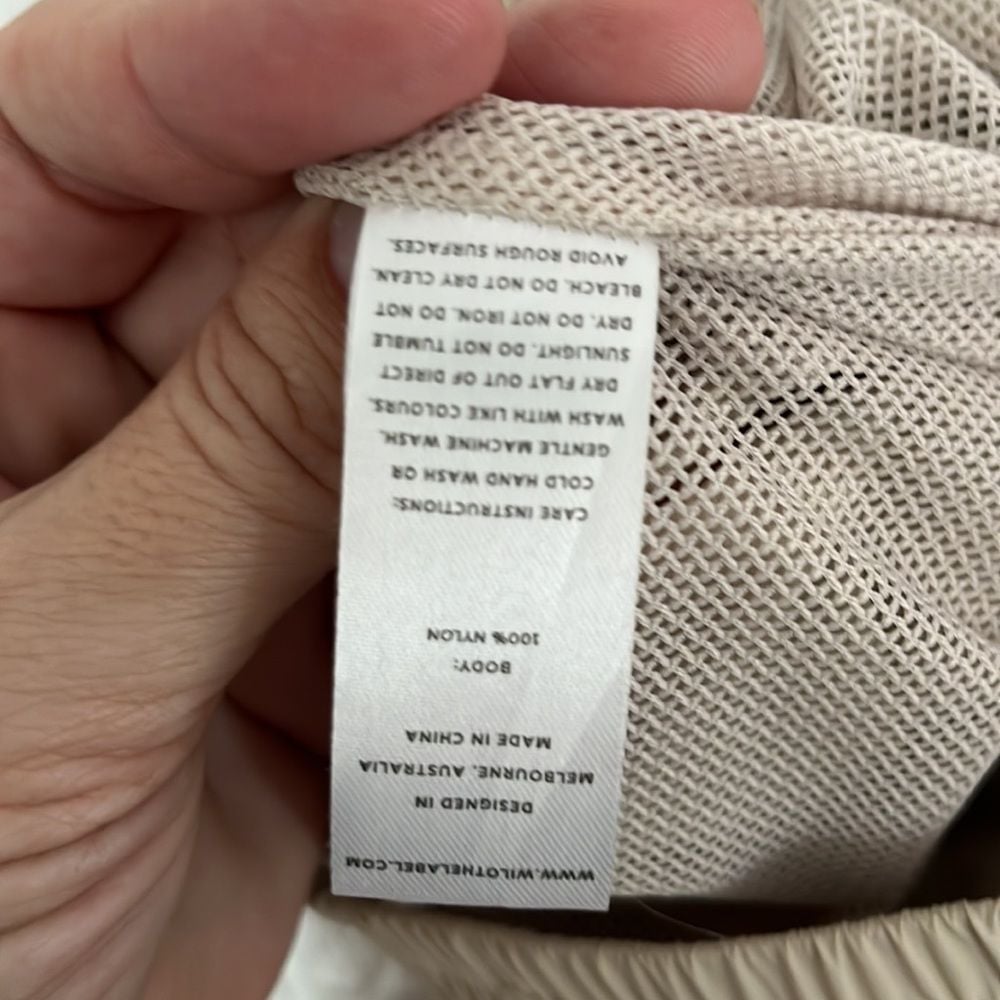 WWW.WILOTHELABEL.COM
DESIGNED IN
MELBOURNE, AUSTRALIA
MADE IN CHINA
BODY:
100% NYLON
CARE INSTRUCTIONS:
COLD HAND WASH OR
GENTLE MACHINE WASH.
WASH WITH LIKE COLOURS.
DRY FLAT OUT OF DIRECT
SUNLIGHT. DO NOT TUMBLE
DRY. DO NOT IRON. DO NOT
BLEACH. DO NOT DRY CLEAN.
AVOID ROUGH SURFACES.